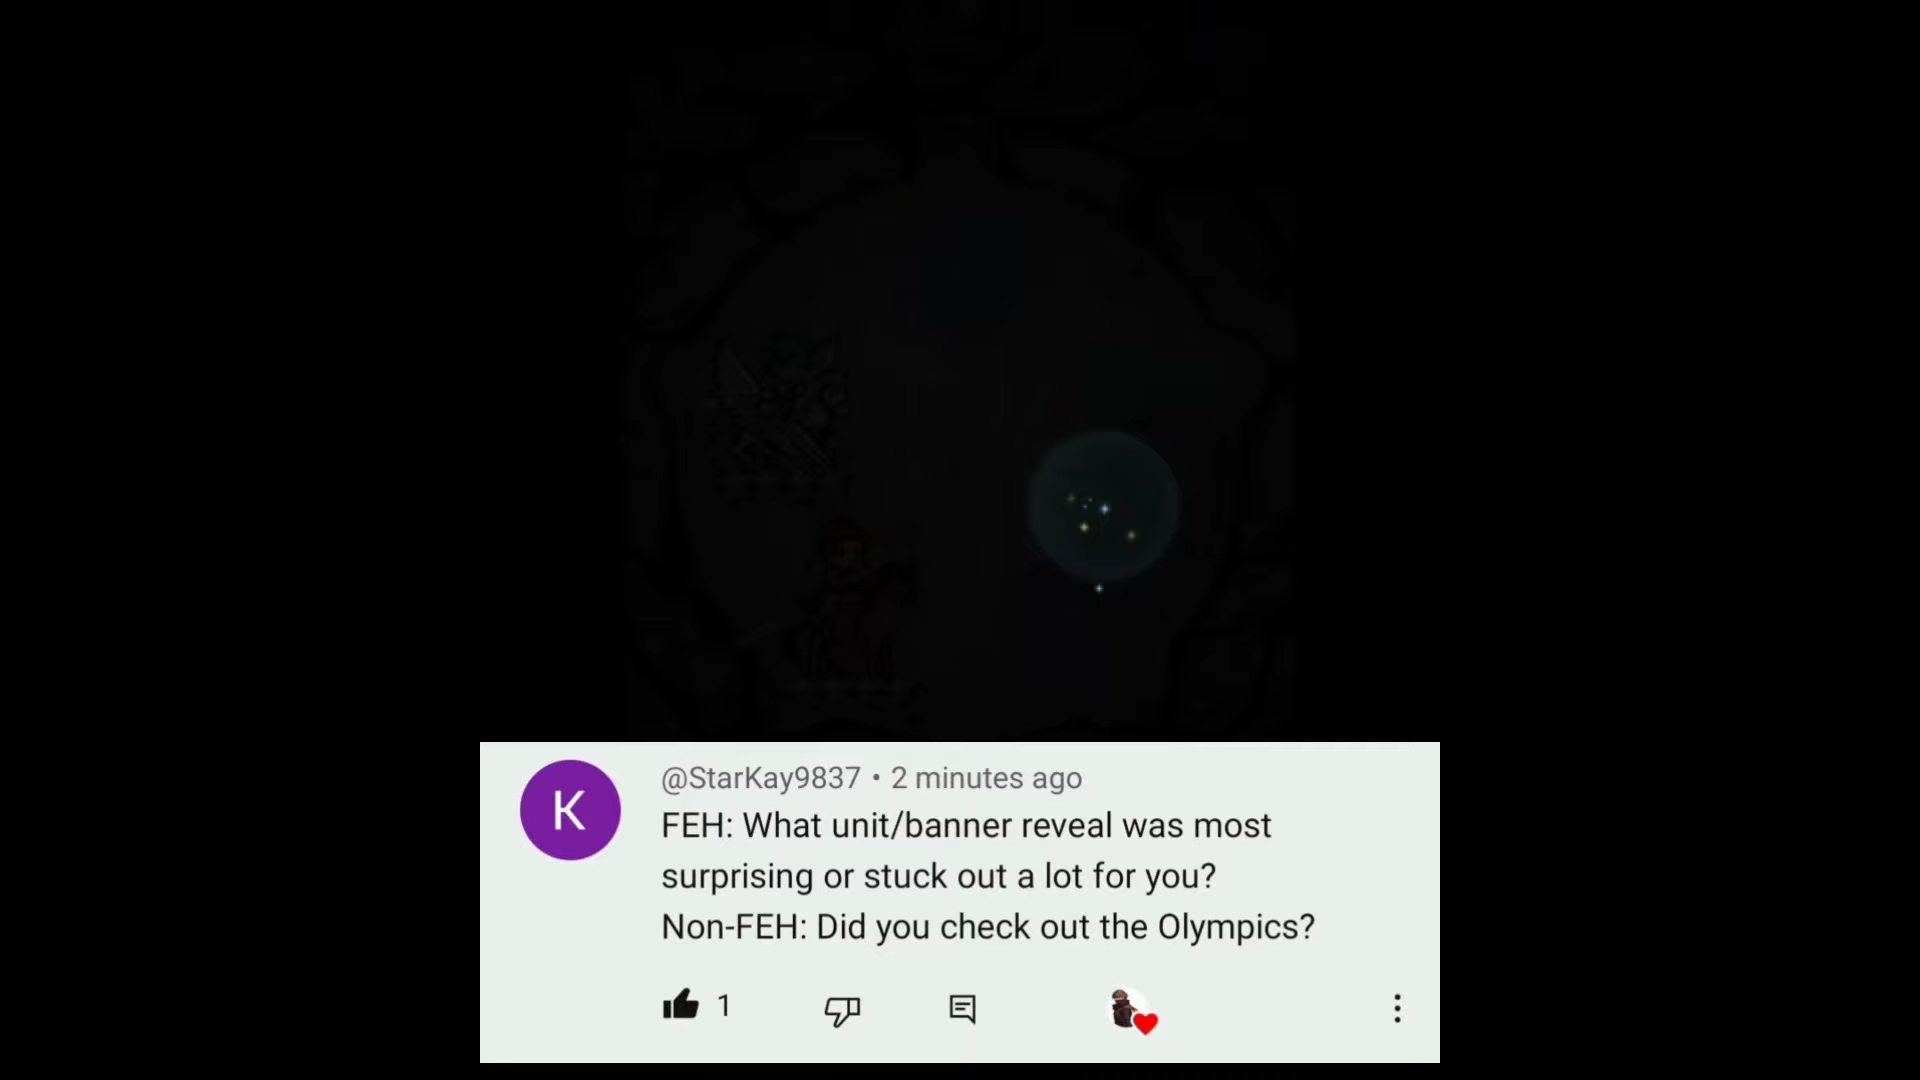 K
@StarKay9837 • 2 minutes ago
FEH: What unit/banner reveal was most
surprising or stuck out a lot for you?
Non-FEH: Did you check out the Olympics?
1